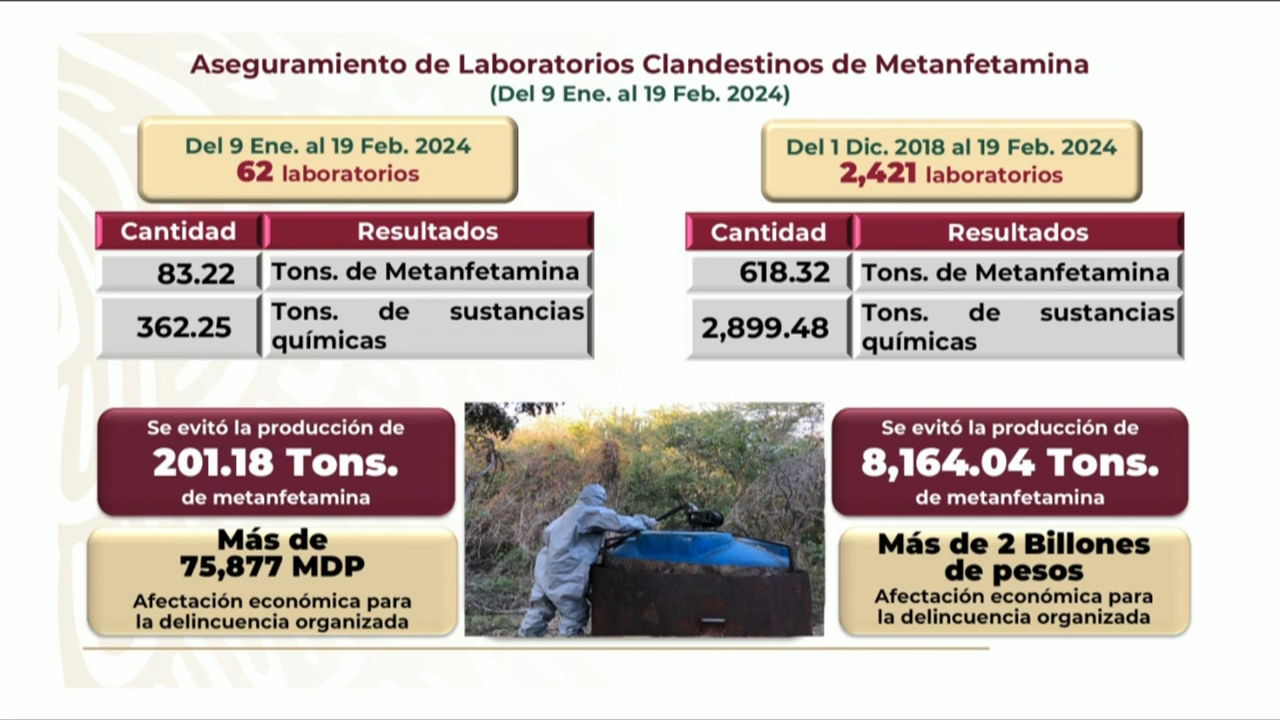 Aseguramiento de Laboratorios Clandestinos de Metanfetamina
(Del 9 Ene. al 19 Feb. 2024)
Del 9 Ene. al 19 Feb. 2024
62 laboratorios
Cantidad Resultados
83.22 Tons. de Metanfetamina
362.25 Tons. de sustancias
químicas
Se evitó la producción de
201.18 Tons.
de metanfetamina
Más de
75,877 MDP
Afectación económica para
la delincuencia organizada
Del 1 Dic. 2018 al 19 Feb. 2024
2,421 laboratorios
Cantidad Resultados
618.32 Tons. de Metanfetamina
2,899.48 Tons. de sustancias
químicas
Se evitó la producción de
8,164.04 Tons.
de metanfetamina
Más de 2 Billones
de pesos
Afectación económica para
la delincuencia organizada